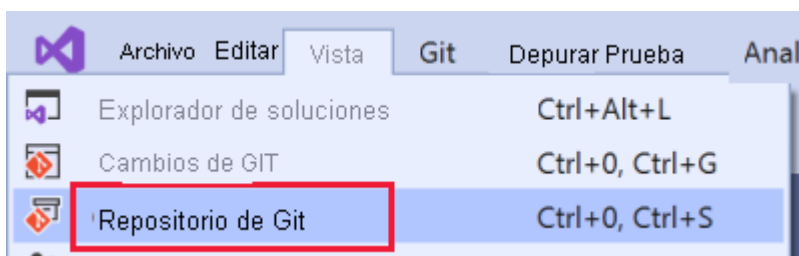 Archivo Editar Vista Git Depurar Prueba Anal
Explorador de soluciones Ctrl+Alt+L
Cambios de GIT Ctrl+0, Ctrl+G
Repositorio de Git Ctrl+0, Ctrl+S